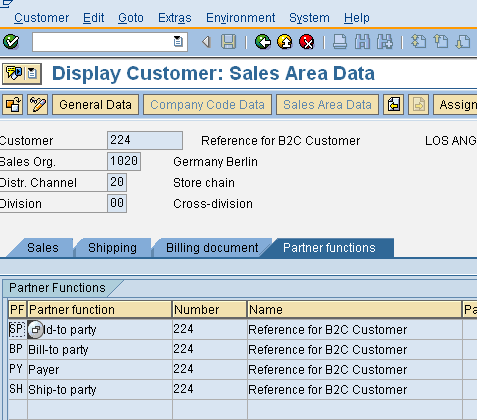 Customer Edit Goto Extras Environment System Help
Display Customer: Sales Area Data
General Data Company Code Data Sales Area Data Assign
Customer 224 Reference for B2C Customer LOS ANG
Sales Org. 1020 Germany Berlin
Distr. Channel 20 Store chain
Division 00 Cross-division
Sales Shipping Billing document Partner functions
Partner Functions
PF Partner function Number Name Pa
SP ld-to party 224 Reference for B2C Customer
BP Bill-to party 224 Reference for B2C Customer
PY Payer 224 Reference for B2C Customer
SH Ship-to party 224 Reference for B2C Customer